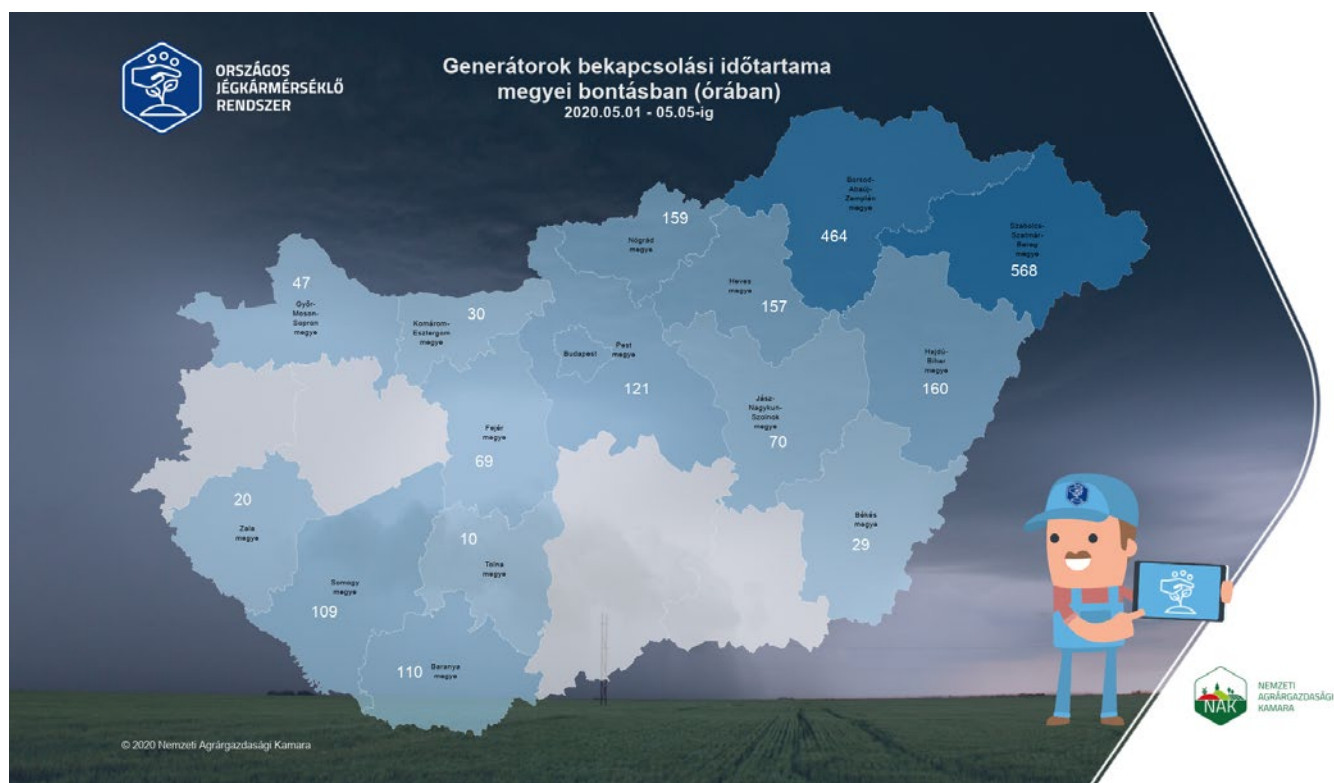 ORSZÁGOS
JÉGKÁRMÉRSÉKLŐ
RENDSZER
Generátorok bekapcsolási időtartama
megyei bontásban (órában)
2020.05.01 - 05.05-ig
Borsod-
Abaúj-
Zemplén
megye
464
Szabolcs-
Szatmár-
Bereg
megye
568
159
Nógrád
megye
Heves
megye
157
47
Győr-
Moson-
Sopron
megye
30
Komárom-
Esztergom
megye
Budapest
Pest
megye
121
Hajdú-
Bihar
megye
160
Jász-
Nagykun-
Szolnok
megye
70
Fejér
megye
69
20
Zala
megye
10
Tolna
megye
Békés
megye
29
Somogy
megye
109
110
Baranya
megye
NAK
NEMZETI
AGRÁRGAZDASÁGI
KAMARA
© 2020 Nemzeti Agrárgazdasági Kamara